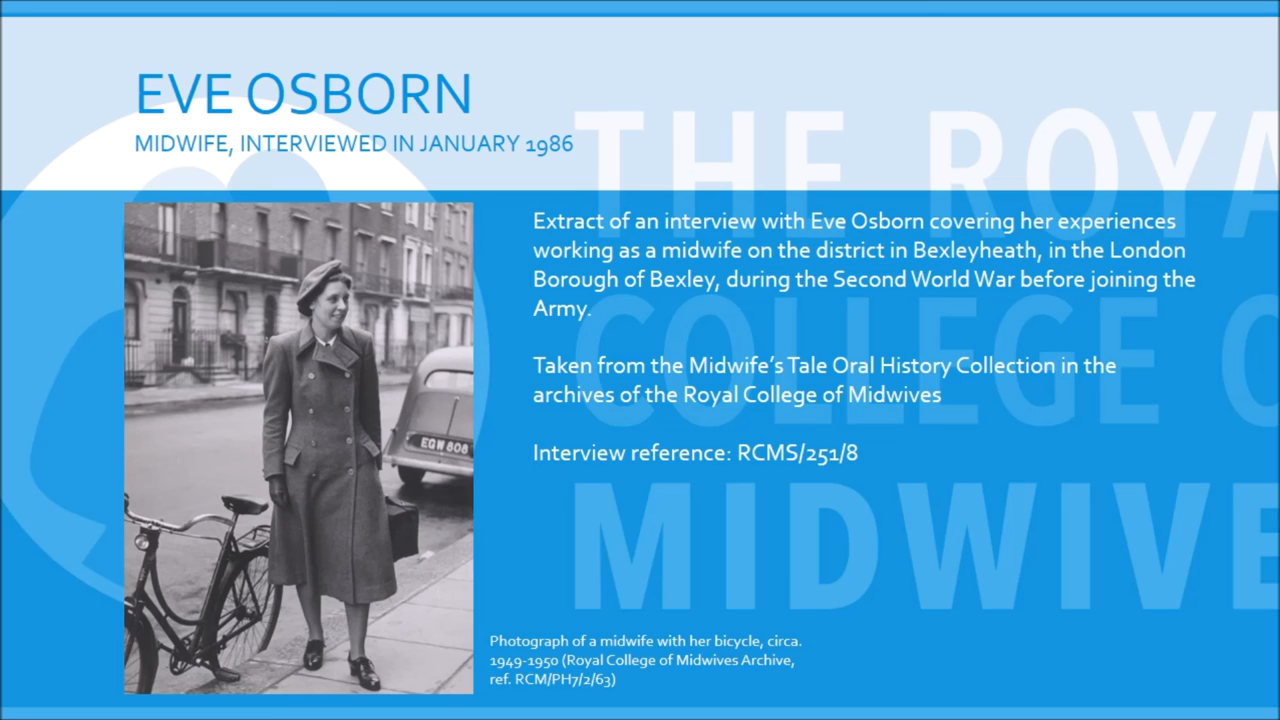 EVE OSBORN
MIDWIFE, INTERVIEWED IN JANUARY 1986
THE ROYA
COLLEGE O
MIDWIVE
Extract of an interview with Eve Osborn covering her experiences
working as a midwife on the district in Bexleyheath, in the London
Borough of Bexley, during the Second World War before joining the
Army.
Taken from the Midwife’s Tale Oral History Collection in the
archives of the Royal College of Midwives
Interview reference: RCMS/251/8
EGW 808
Photograph of a midwife with her bicycle, circa.
1949-1950 (Royal College of Midwives Archive,
ref. RCM/PH7/2/63)